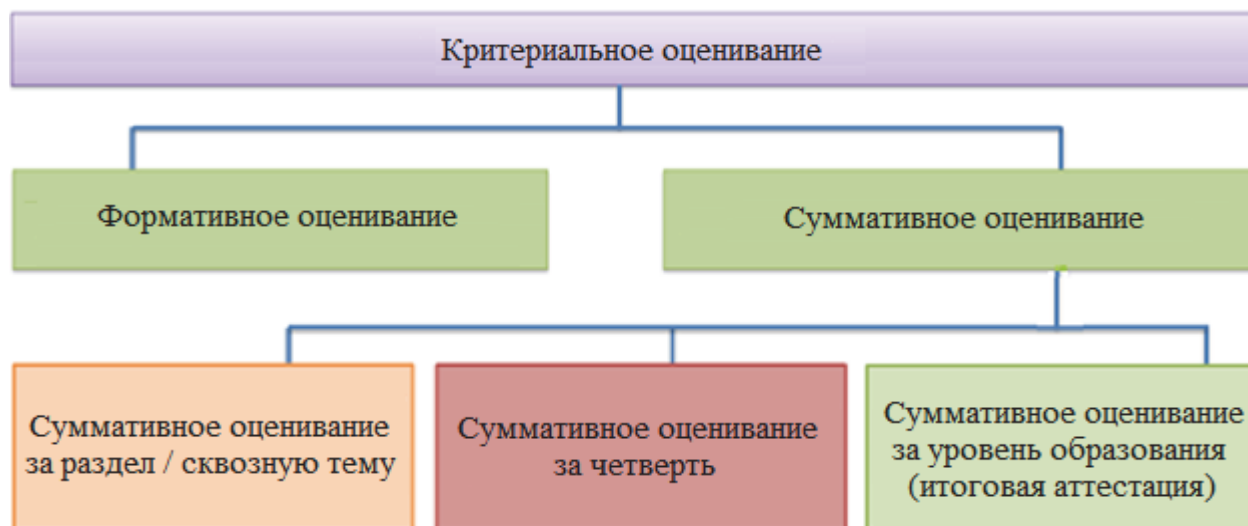 Критериальное оценивание
Формативное оценивание
Суммативное оценивание
Суммативное оценивание
за раздел / сквозную тему
Суммативное оценивание
за четверть
Суммативное оценивание
за уровень образования
(итоговая аттестация)